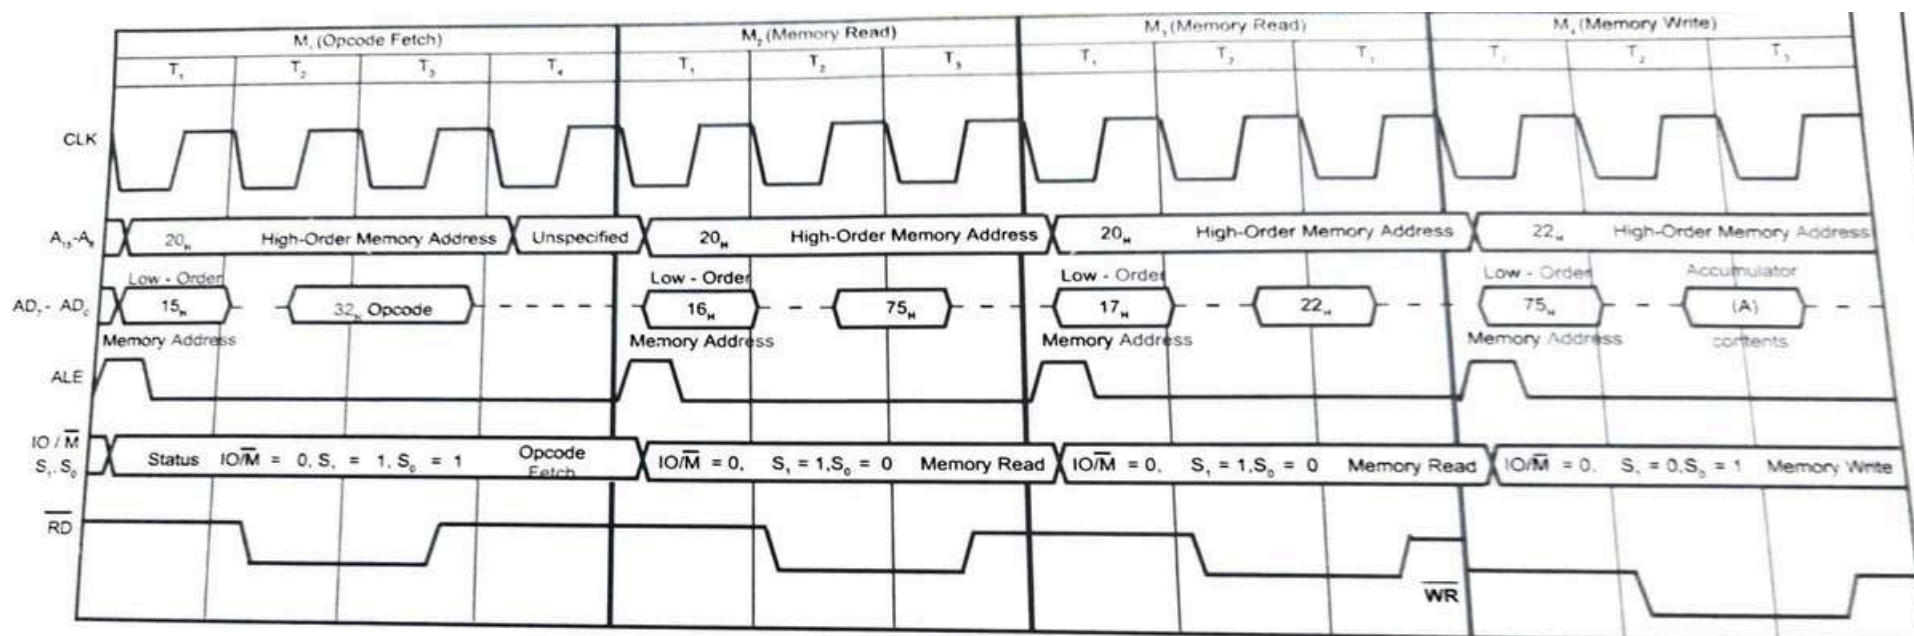 M₁ (Opcode Fetch) M₂ (Memory Read) M₃ (Memory Read) M₄ (Memory Write)
T₁ T₂ T₃ T₄ T₁ T₂ T₃ T₁ T₂ T₃ T₁ T₂ T₃
CLK
A₁₅-A₈ 20H High-Order Memory Address Unspecified 20H High-Order Memory Address 20H High-Order Memory Address 22H High-Order Memory Address
Low - Order Low - Order Low - Order Low - Order Accumulator
AD₇ - AD₀ 15H 32H Opcode 16H 75H 17H 22H 75H (A)
Memory Address Memory Address Memory Address Memory Address contents
ALE
IO / M̅ Status IO/M̅ = 0, S₁ = 1, S₀ = 1 Opcode IO/M̅ = 0, S₁ = 1, S₀ = 0 Memory Read IO/M̅ = 0, S₁ = 1, S₀ = 0 Memory Read IO/M̅ = 0, S₁ = 0, S₀ = 1 Memory Write
S₁, S₀ Fetch
R̅D̅
W̅R̅